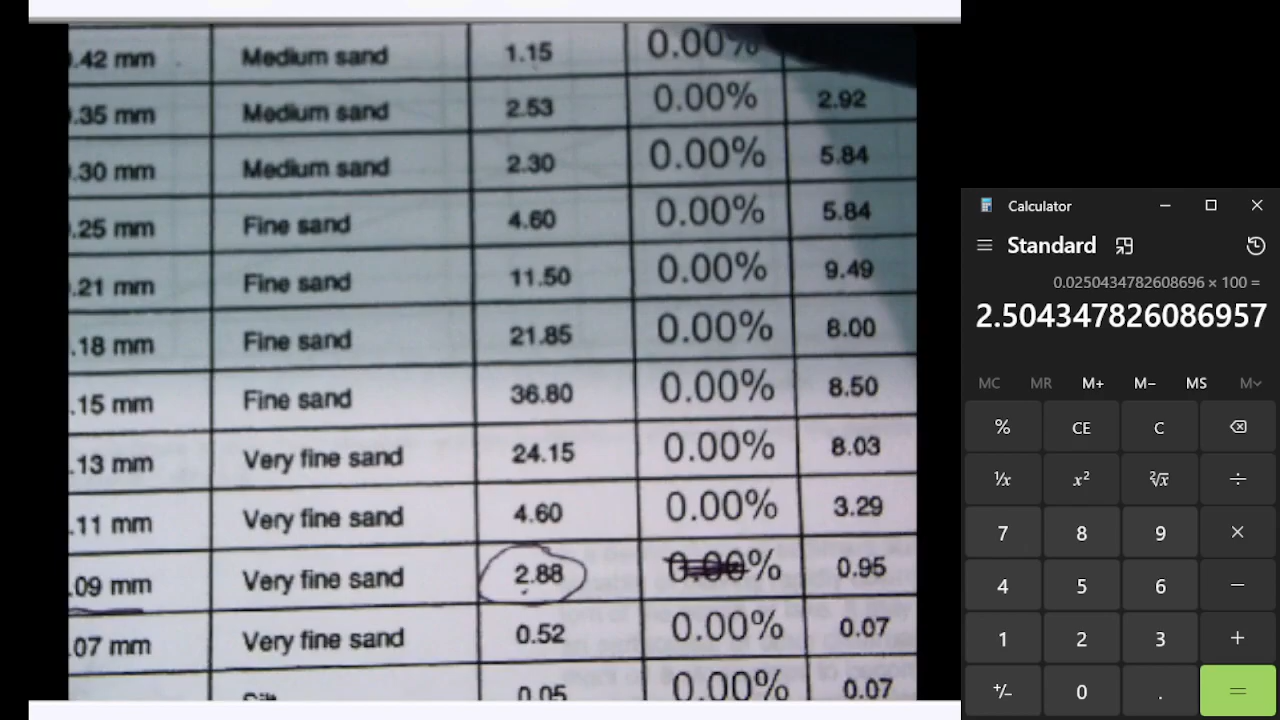 .42 mm Medium sand 1.15 0.00%
.35 mm Medium sand 2.53 0.00% 2.92
.30 mm Medium sand 2.30 0.00% 5.84
.25 mm Fine sand 4.60 0.00% 5.84
.21 mm Fine sand 11.50 0.00% 9.49
.18 mm Fine sand 21.85 0.00% 8.00
.15 mm Fine sand 36.80 0.00% 8.50
.13 mm Very fine sand 24.15 0.00% 8.03
.11 mm Very fine sand 4.60 0.00% 3.29
.09 mm Very fine sand 2.88 0.00% 0.95
.07 mm Very fine sand 0.52 0.00% 0.07
0.05 0.00% 0.07
Calculator
Standard
0.0250434782608696 × 100 =
2.504347826086957
MC MR M+ M− MS M˅
% CE C
¹/x x² ²√x ÷
7 8 9 ×
4 5 6 −
1 2 3 +
+/− 0 . =